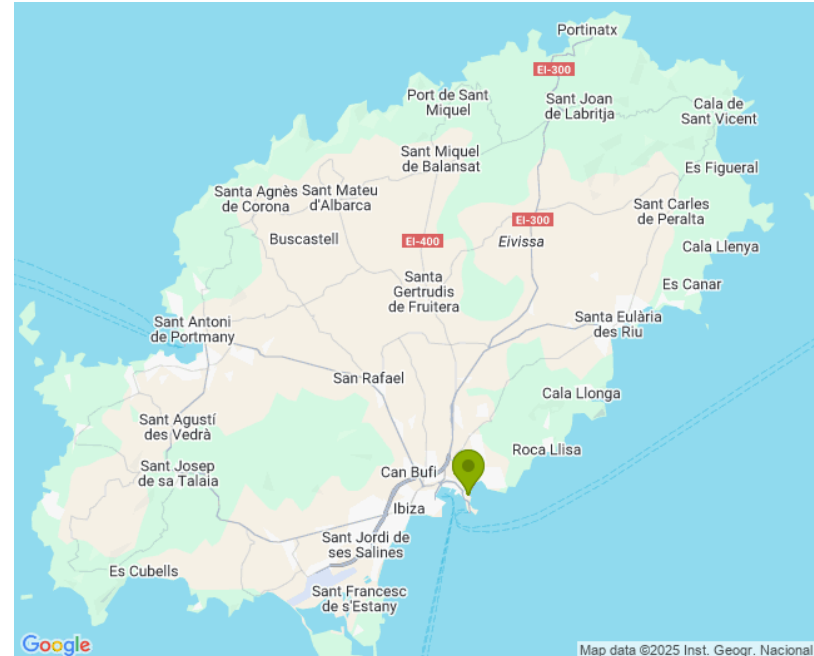 Portinatx
EI-300
Port de Sant
Miquel
Sant Joan
de Labritja
Cala de
Sant Vicent
Sant Miquel
de Balansat
Es Figueral
Santa Agnès
de Corona
Sant Mateu
d'Albarca
Sant Carles
de Peralta
EI-300
Buscastell
EI-400
Eivissa
Cala Llenya
Santa
Gertrudis
de Fruitera
Es Canar
Sant Antoni
de Portmany
Santa Eulària
des Riu
San Rafael
Cala Llonga
Sant Agustí
des Vedrà
Roca Llisa
Sant Josep
de sa Talaia
Can Bufi
Ibiza
Sant Jordi de
ses Salines
Es Cubells
Sant Francesc
de s'Estany
Google
Map data ©2025 Inst. Geogr. Nacional